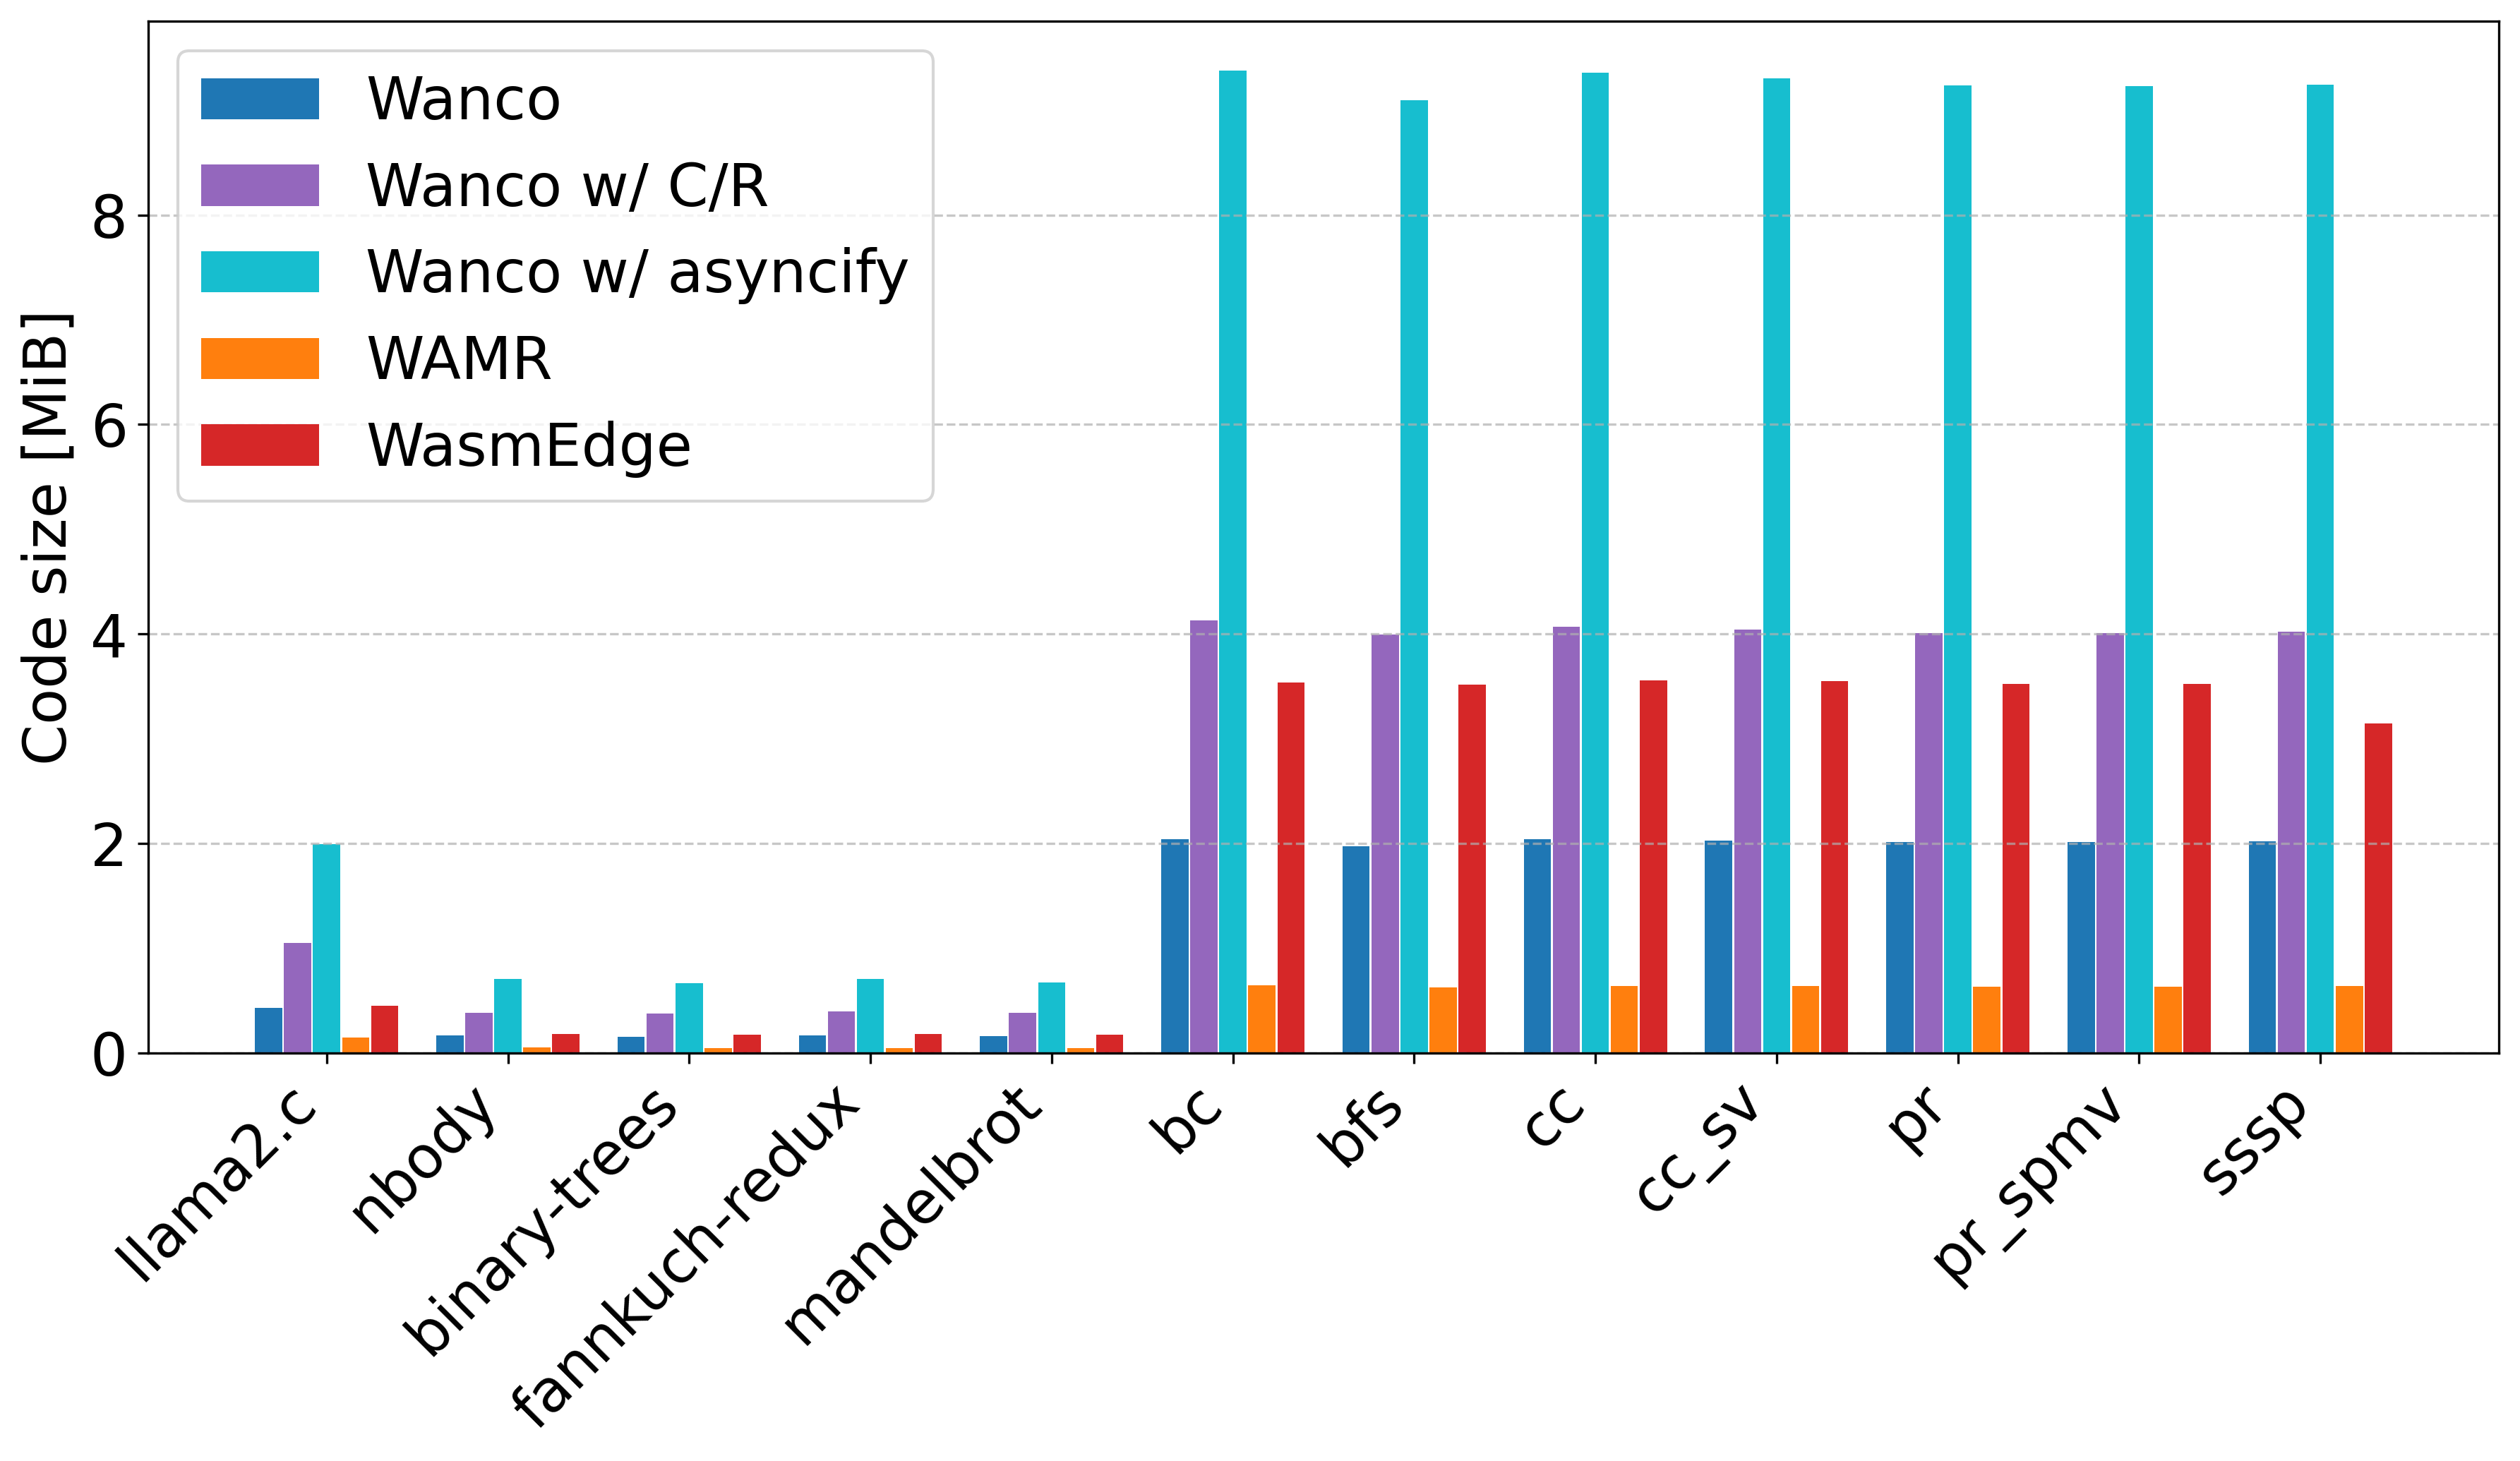 Wanco
Wanco w/ C/R
Wanco w/ asyncify
WAMR
WasmEdge
Code size [MiB]
8
6
4
2
0
llama2.c
nbody
binary-trees
fannkuch-redux
mandelbrot
bc
bfs
cc
cc_sv
pr
pr_spmv
sssp